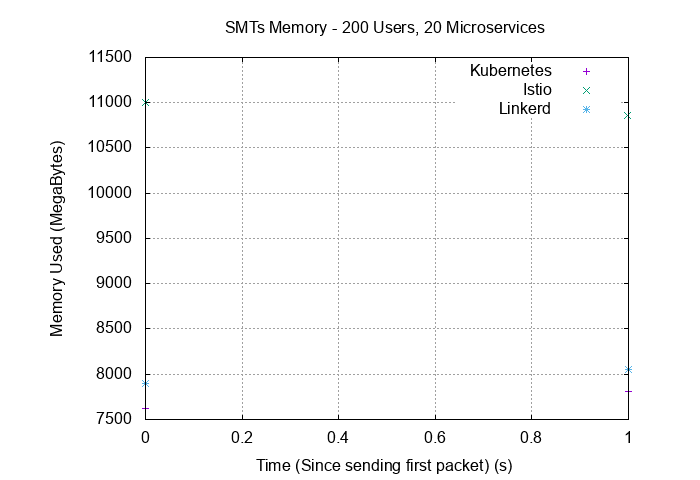 SMTs Memory - 200 Users, 20 Microservices
Kubernetes
Istio
Linkerd
11500
11000
10500
10000
9500
9000
8500
8000
7500
Memory Used (MegaBytes)
0 0.2 0.4 0.6 0.8 1
Time (Since sending first packet) (s)